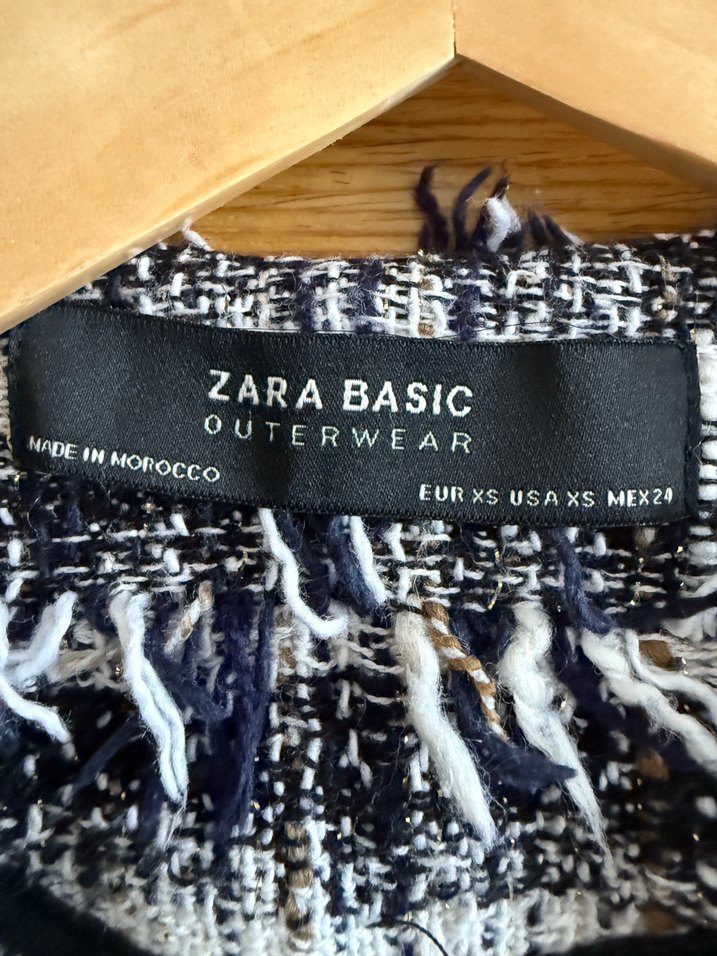 ZARA BASIC
OUTERWEAR
MADE IN MOROCCO
EUR XS USA XS MEX 24